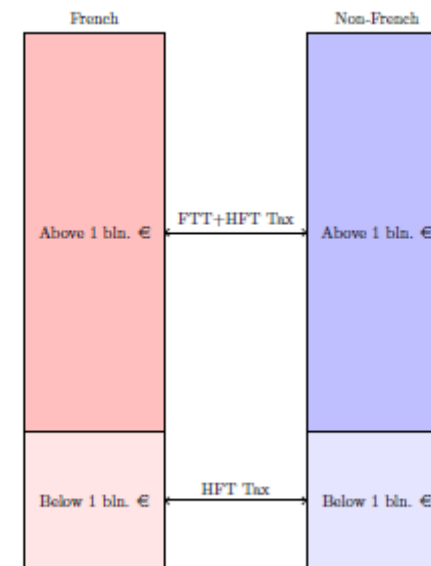 French
Non-French
FTT+HFT Tax
Above 1 bln. €
Above 1 bln. €
HFT Tax
Below 1 bln. €
Below 1 bln. €